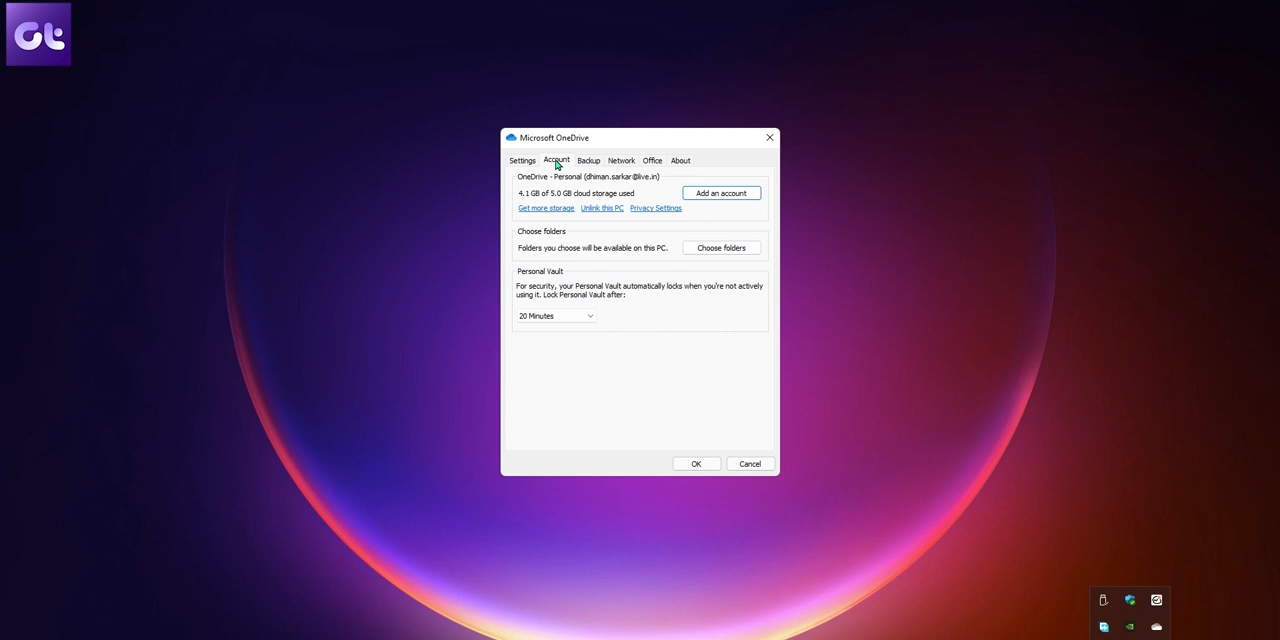 Gt
Microsoft OneDrive
Settings Account Backup Network Office About
OneDrive - Personal (dhiman.sarkar@live.in)
4.1 GB of 5.0 GB cloud storage used
Add an account
Get more storage Unlink this PC Privacy Settings
Choose folders
Folders you choose will be available on this PC.
Choose folders
Personal Vault
For security, your Personal Vault automatically locks when you're not actively
using it. Lock Personal Vault after:
20 Minutes
OK Cancel